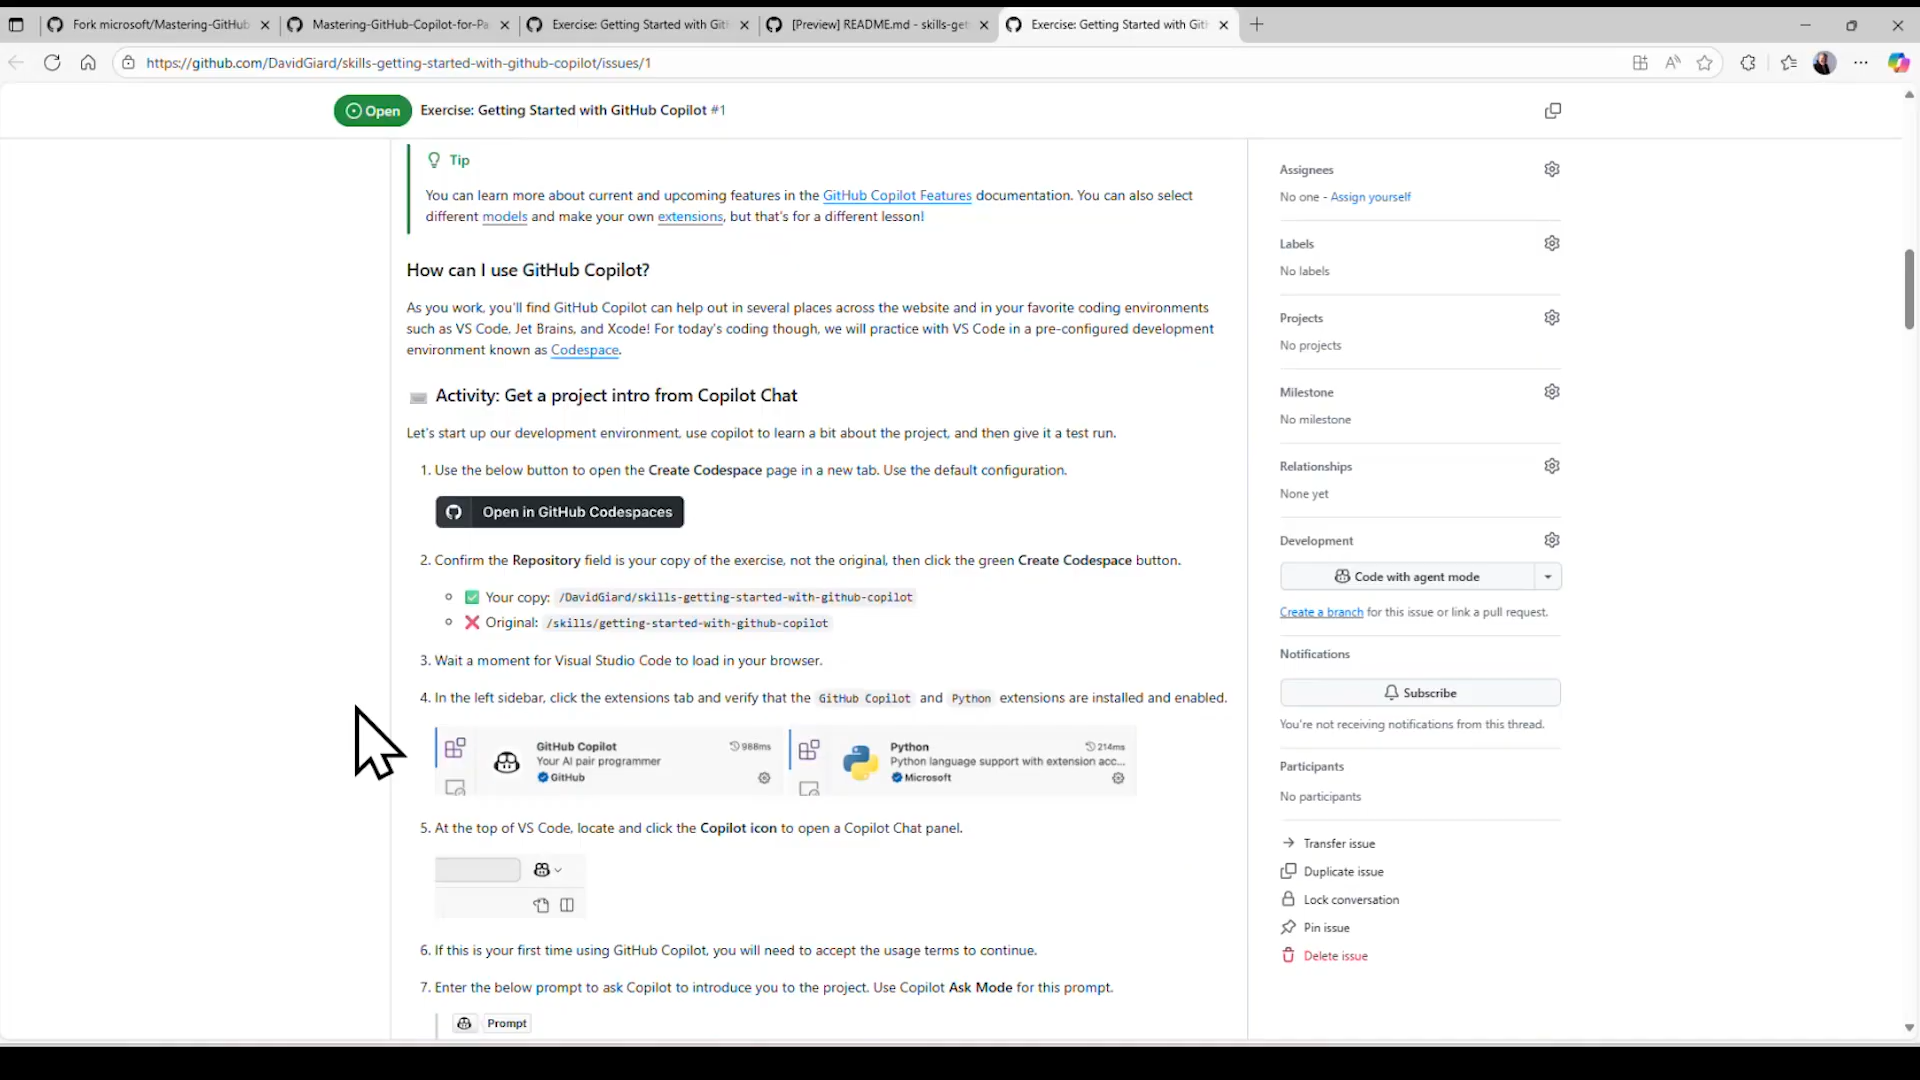 Fork microsoft/Mastering-GitHub
Mastering-GitHub-Copilot-for-Pa
Exercise: Getting Started with Git
[Preview] README.md - skills-get
Exercise: Getting Started with Git
https://github.com/DavidGiard/skills-getting-started-with-github-copilot/issues/1
Open
Exercise: Getting Started with GitHub Copilot #1
Tip
You can learn more about current and upcoming features in the GitHub Copilot Features documentation. You can also select
different models and make your own extensions, but that's for a different lesson!
How can I use GitHub Copilot?
As you work, you'll find GitHub Copilot can help out in several places across the website and in your favorite coding environments
such as VS Code, Jet Brains, and Xcode! For today's coding though, we will practice with VS Code in a pre-configured development
environment known as Codespace.
Activity: Get a project intro from Copilot Chat
Let's start up our development environment, use copilot to learn a bit about the project, and then give it a test run.
1. Use the below button to open the Create Codespace page in a new tab. Use the default configuration.
Open in GitHub Codespaces
2. Confirm the Repository field is your copy of the exercise, not the original, then click the green Create Codespace button.
Your copy: /DavidGiard/skills-getting-started-with-github-copilot
Original: /skills/getting-started-with-github-copilot
3. Wait a moment for Visual Studio Code to load in your browser.
4. In the left sidebar, click the extensions tab and verify that the GitHub Copilot and Python extensions are installed and enabled.
GitHub Copilot 988ms
Your AI pair programmer
GitHub
Python 214ms
Python language support with extension acc...
Microsoft
5. At the top of VS Code, locate and click the Copilot icon to open a Copilot Chat panel.
6. If this is your first time using GitHub Copilot, you will need to accept the usage terms to continue.
7. Enter the below prompt to ask Copilot to introduce you to the project. Use Copilot Ask Mode for this prompt.
Prompt
Assignees
No one - Assign yourself
Labels
No labels
Projects
No projects
Milestone
No milestone
Relationships
None yet
Development
Code with agent mode
Create a branch for this issue or link a pull request.
Notifications
Subscribe
You're not receiving notifications from this thread.
Participants
No participants
Transfer issue
Duplicate issue
Lock conversation
Pin issue
Delete issue